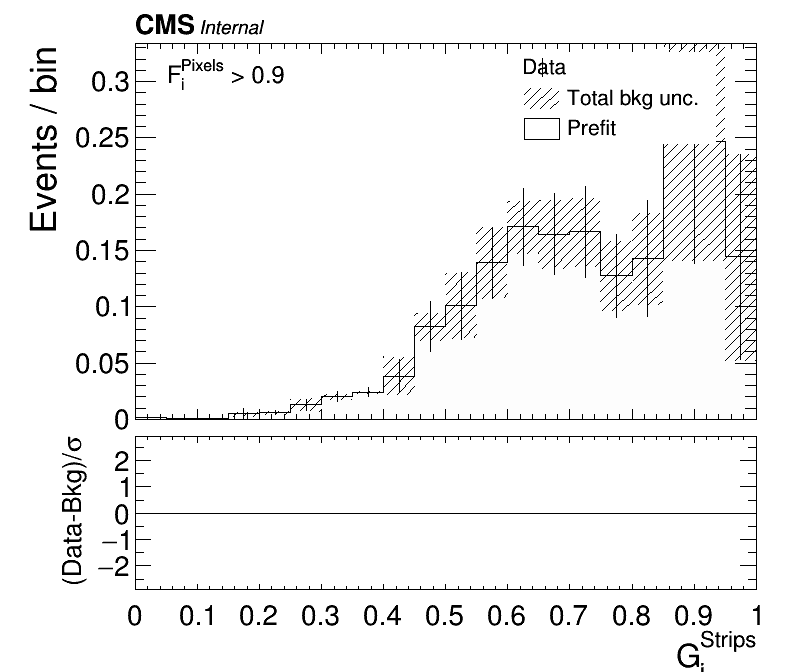 CMS Internal
F_i^Pixels > 0.9
Data
Total bkg unc.
Prefit
Events / bin
0.3
0.25
0.2
0.15
0.1
0.05
0
(Data-Bkg)/σ
2
1
0
−1
−2
0 0.1 0.2 0.3 0.4 0.5 0.6 0.7 0.8 0.9 1
G_i^Strips